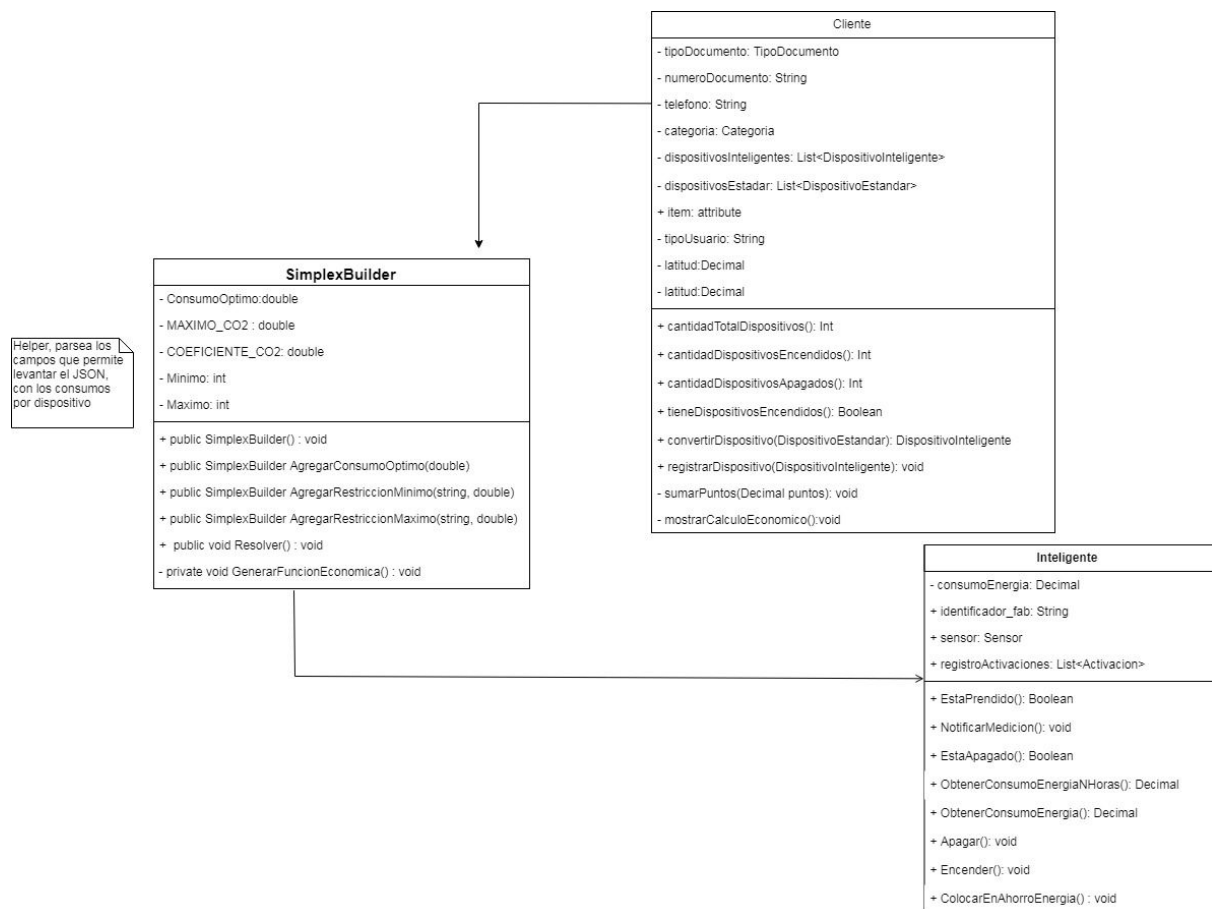 Cliente
- tipoDocumento: TipoDocumento
- numeroDocumento: String
- telefono: String
- categoria: Categoria
- dispositivosInteligentes: List<DispositivoInteligente>
- dispositivosEstadar: List<DispositivoEstandar>
+ item: attribute
- tipoUsuario: String
- latitud:Decimal
- latitud:Decimal
+ cantidadTotalDispositivos(): Int
+ cantidadDispositivosEncendidos(): Int
+ cantidadDispositivosApagados(): Int
+ tieneDispositivosEncendidos(): Boolean
+ convertirDispositivo(DispositivoEstandar): DispositivoInteligente
+ registrarDispositivo(DispositivoInteligente): void
- sumarPuntos(Decimal puntos): void
- mostrarCalculoEconomico():void
SimplexBuilder
- ConsumoOptimo:double
- MAXIMO_CO2 : double
- COEFICIENTE_CO2: double
- Minimo: int
- Maximo: int
+ public SimplexBuilder() : void
+ public SimplexBuilder AgregarConsumoOptimo(double)
+ public SimplexBuilder AgregarRestriccionMinimo(string, double)
+ public SimplexBuilder AgregarRestriccionMaximo(string, double)
+ public void Resolver() : void
- private void GenerarFuncionEconomica() : void
Helper, parsea los
campos que permite
levantar el JSON,
con los consumos
por dispositivo
Inteligente
- consumoEnergia: Decimal
+ identificador_fab: String
+ sensor: Sensor
+ registroActivaciones: List<Activacion>
+ EstaPrendido(): Boolean
+ NotificarMedicion(): void
+ EstaApagado(): Boolean
+ ObtenerConsumoEnergiaNHoras(): Decimal
+ ObtenerConsumoEnergia(): Decimal
+ Apagar(): void
+ Encender(): void
+ ColocarEnAhorroEnergia() : void